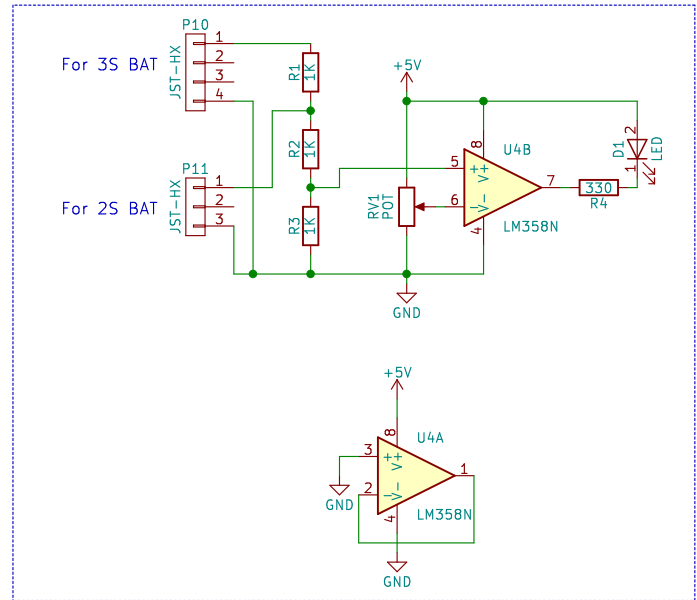 P10
For 3S BAT
JST-HX
1
2
3
4
R1
1K
R2
1K
R3
1K
P11
For 2S BAT
JST-HX
1
2
3
+5V
RV1
POT
GND
U4B
8
5
+
V+
6
-
V-
4
7
LM358N
330
R4
D1
2
1
LED
+5V
U4A
8
3
+
V+
2
-
V-
4
1
LM358N
GND
GND